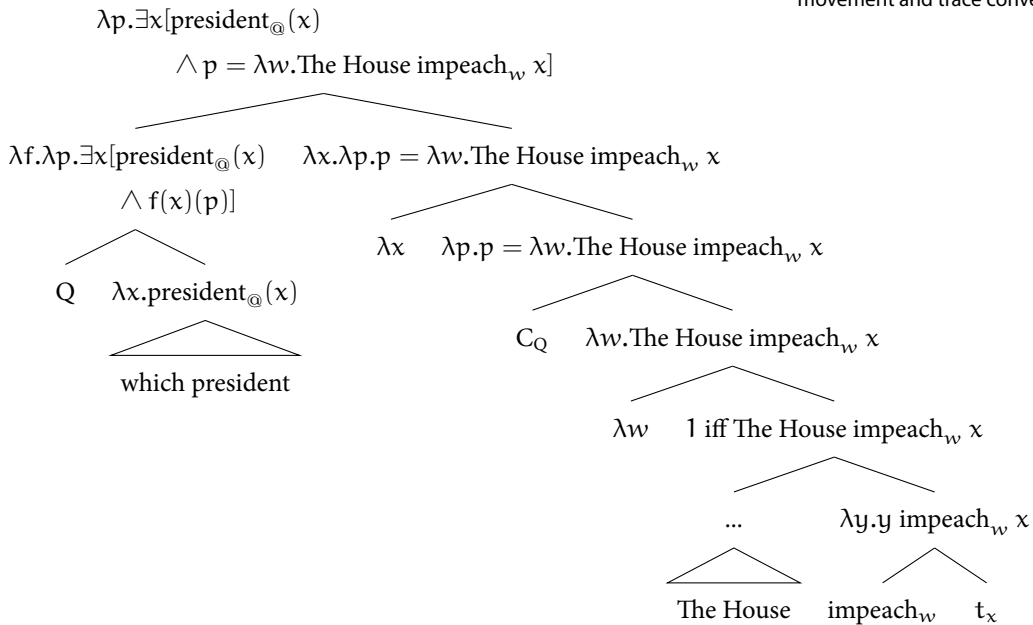 movement and trace conve
λp.∃x[president@(x)
∧ p = λw.The House impeach_w x]
λf.λp.∃x[president@(x) λx.λp.p = λw.The House impeach_w x
∧ f(x)(p)]
λx λp.p = λw.The House impeach_w x
Q λx.president@(x)
C_Q λw.The House impeach_w x
which president
λw 1 iff The House impeach_w x
... λy.y impeach_w x
The House impeach_w t_x